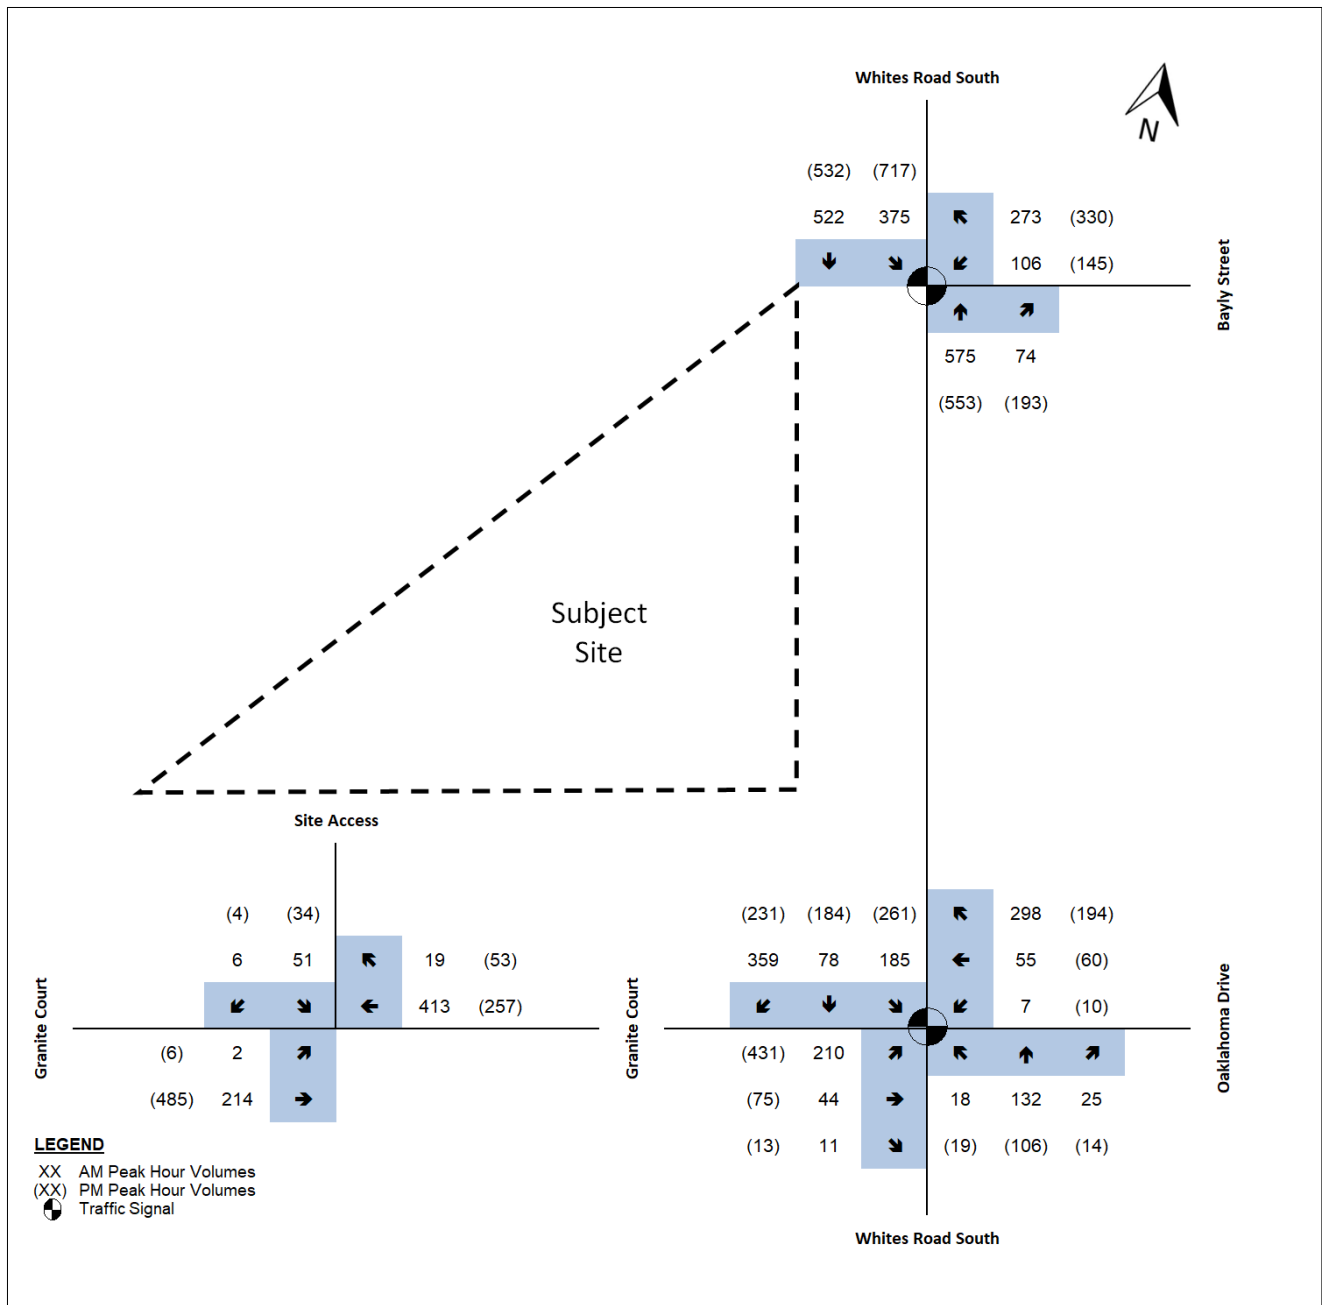 Whites Road South
N
(532) (717)
522 375 273 (330)
106 (145)
Bayly Street
575 74
(553) (193)
Subject
Site
Site Access
(4) (34)
6 51 19 (53)
413 (257)
Granite Court
(6) 2
(485) 214
(231) (184) (261) 298 (194)
359 78 185 55 (60)
7 (10)
Granite Court
Oaklahoma Drive
(431) 210
(75) 44 18 132 25
(13) 11 (19) (106) (14)
LEGEND
XX AM Peak Hour Volumes
(XX) PM Peak Hour Volumes
Traffic Signal
Whites Road South